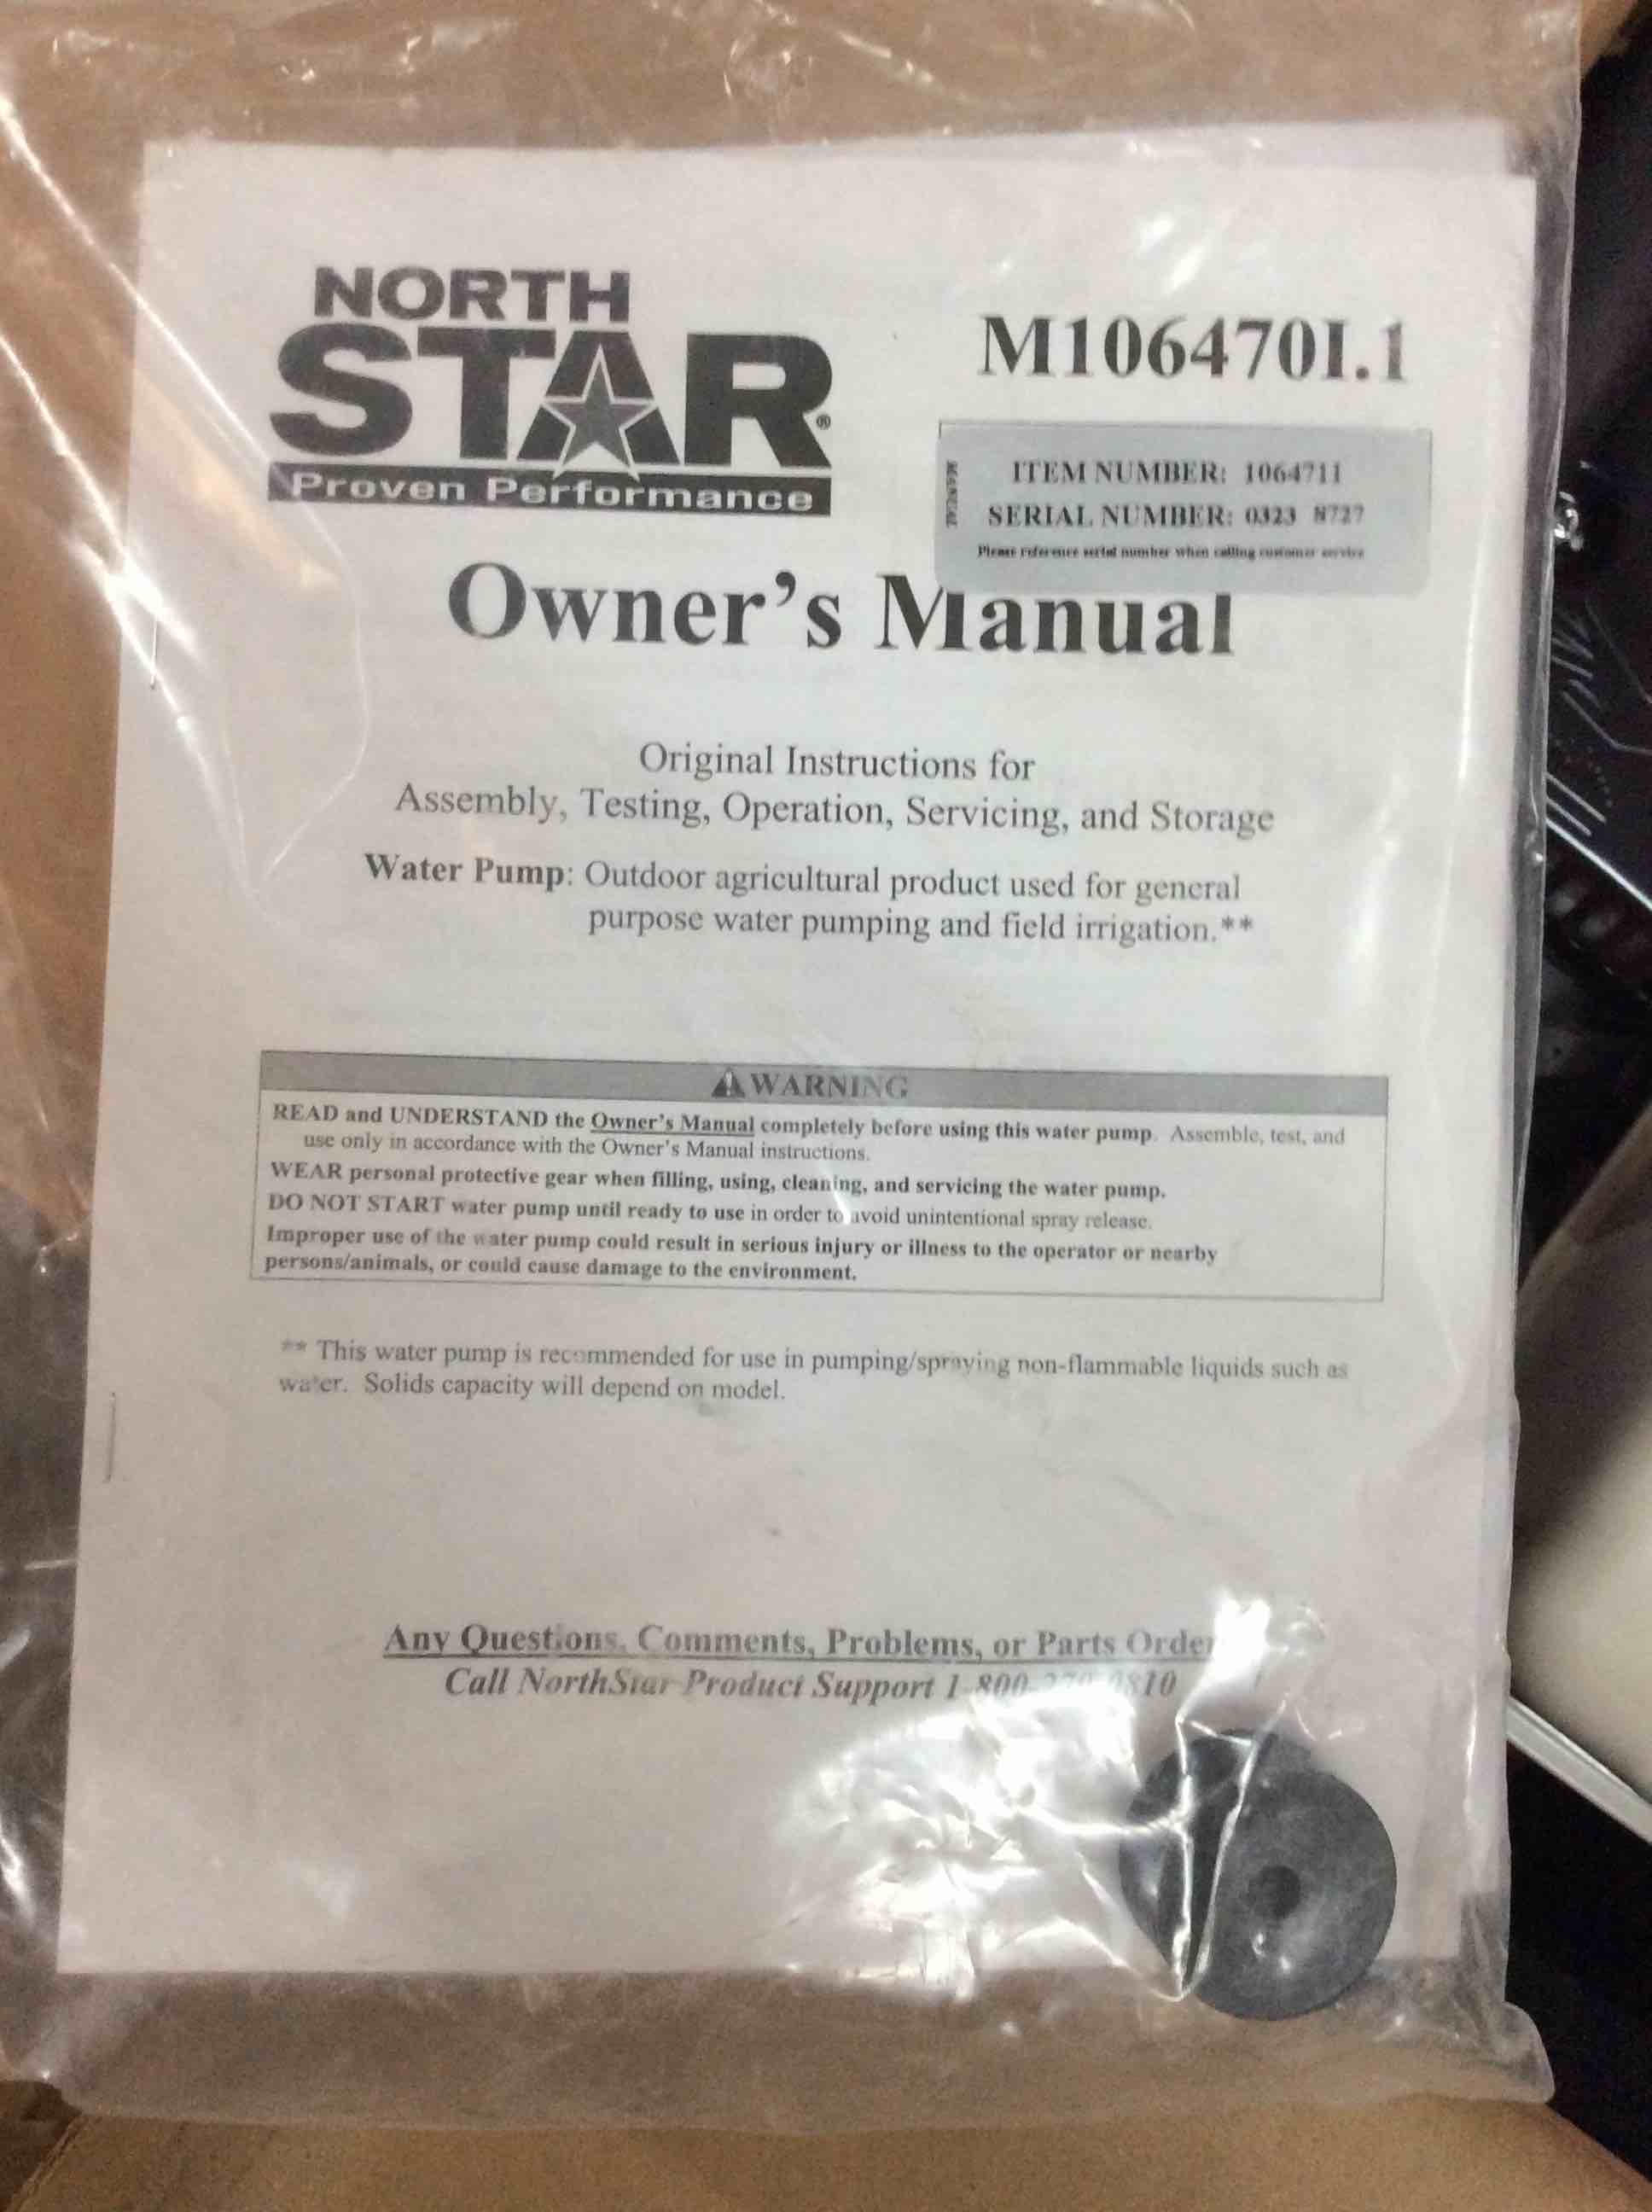 NORTH
STAR®
Proven Performance
M106470I.1
ITEM NUMBER: 1064711
SERIAL NUMBER: 0323 8727
Please reference serial number when calling customer service
Owner's Manual
Original Instructions for
Assembly, Testing, Operation, Servicing, and Storage
Water Pump: Outdoor agricultural product used for general
purpose water pumping and field irrigation.**
WARNING
READ and UNDERSTAND the Owner's Manual completely before using this water pump. Assemble, test, and
use only in accordance with the Owner's Manual instructions.
WEAR personal protective gear when filling, using, cleaning, and servicing the water pump.
DO NOT START water pump until ready to use in order to avoid unintentional spray release.
Improper use of the water pump could result in serious injury or illness to the operator or nearby
persons/animals, or could cause damage to the environment.
** This water pump is recommended for use in pumping/spraying non-flammable liquids such as
water. Solids capacity will depend on model.
Any Questions, Comments, Problems, or Parts Order
Call NorthStar Product Support 1-800-